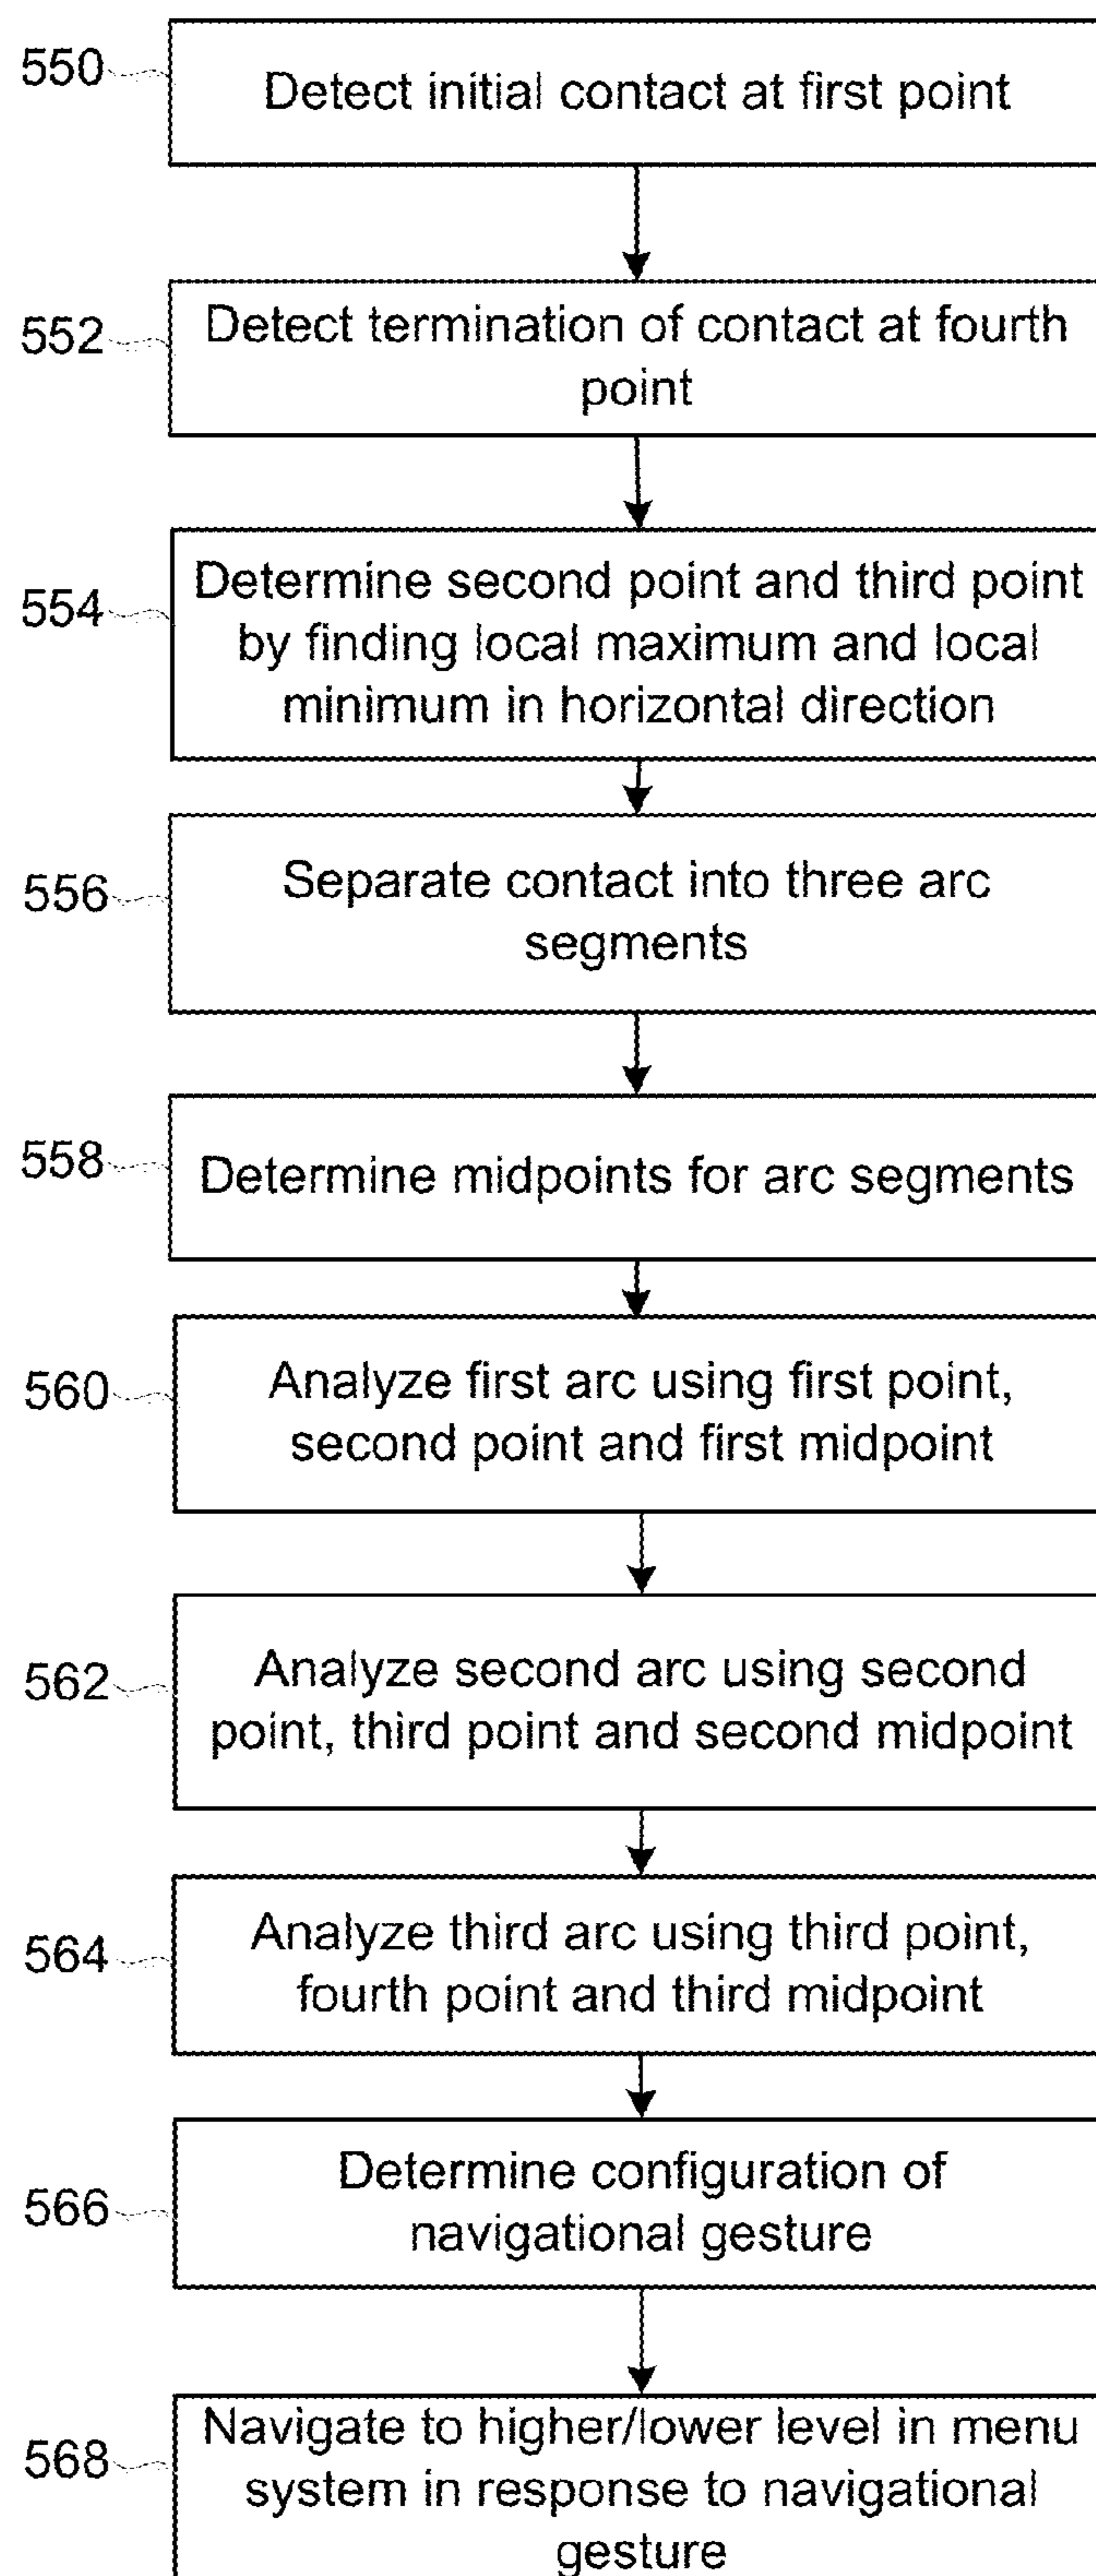 550
Detect initial contact at first point
552
Detect termination of contact at fourth
point
554
Determine second point and third point
by finding local maximum and local
minimum in horizontal direction
556
Separate contact into three arc
segments
558
Determine midpoints for arc segments
560
Analyze first arc using first point,
second point and first midpoint
562
Analyze second arc using second
point, third point and second midpoint
564
Analyze third arc using third point,
fourth point and third midpoint
566
Determine configuration of
navigational gesture
568
Navigate to higher/lower level in menu
system in response to navigational
gesture